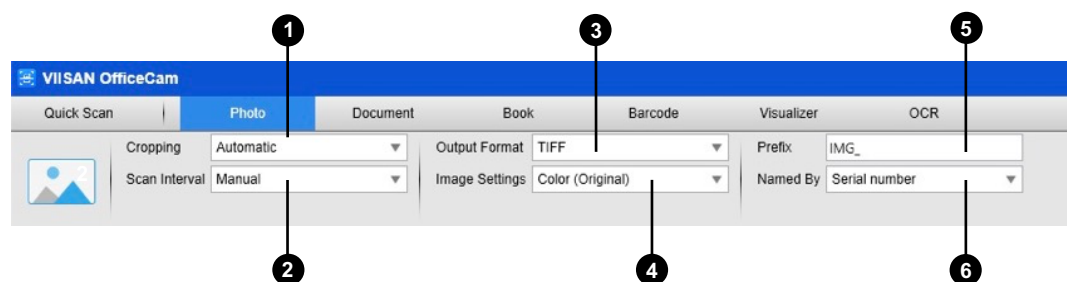 1 3 5
VIISAN OfficeCam
Quick Scan Photo Document Book Barcode Visualizer OCR
Cropping Automatic Output Format TIFF Prefix IMG_
Scan Interval Manual Image Settings Color (Original) Named By Serial number
2 4 6